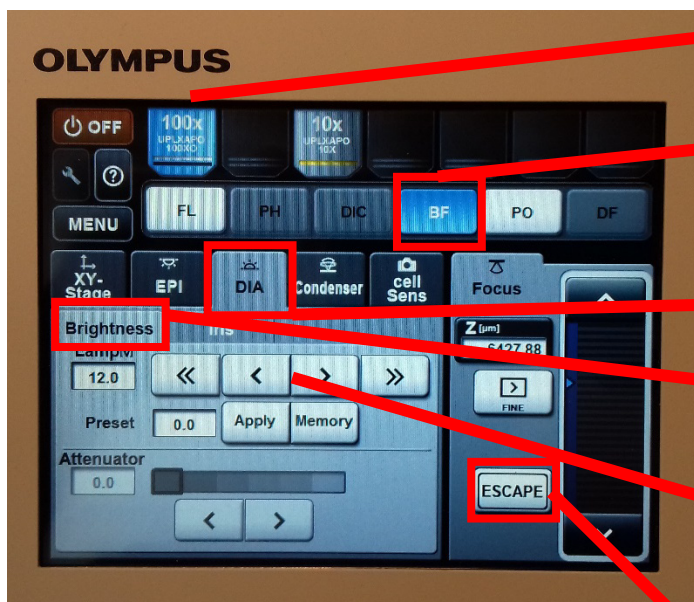 OLYMPUS
OFF
100x
UPLXAPO
100XO
10x
UPLXAPO
10X
?
MENU
FL PH DIC BF PO DF
XY-
Stage
EPI
DIA
Condenser
cell
Sens
Focus
Brightness
Iris
Z [μm]
6427.88
12.0
« < > »
FINE
Preset 0.0 Apply Memory
Attenuator
0.0
ESCAPE
< >